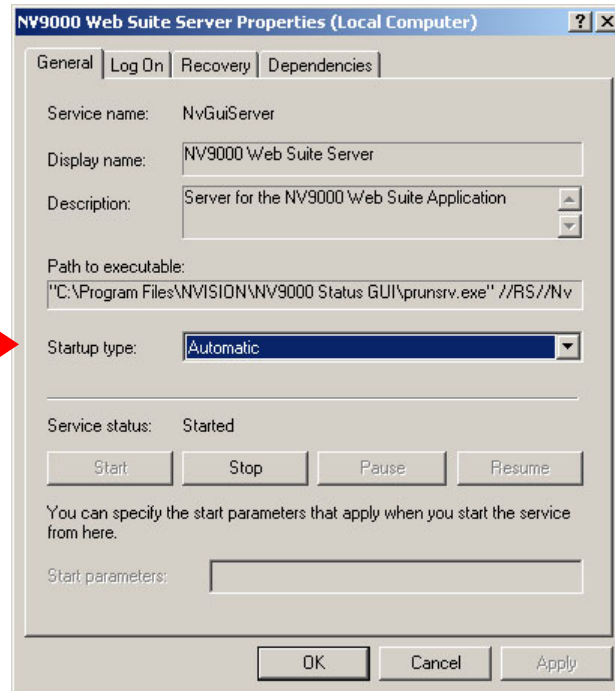 NV9000 Web Suite Server Properties (Local Computer)
General Log On Recovery Dependencies
Service name: NvGuiServer
Display name: NV9000 Web Suite Server
Description: Server for the NV9000 Web Suite Application
Path to executable:
"C:\Program Files\NVISION\NV9000 Status GUI\prunsrv.exe" //RS//Nv
Startup type: Automatic
Service status: Started
Start Stop Pause Resume
You can specify the start parameters that apply when you start the service
from here.
Start parameters:
OK Cancel Apply